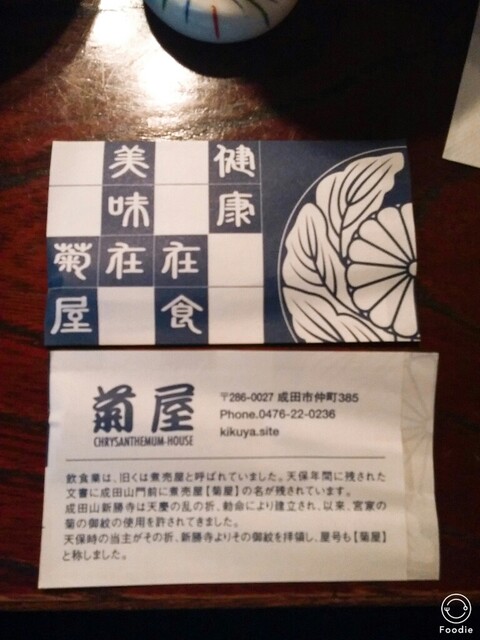 健康
在食
美味
在
菊屋
菊屋
CHRYSANTHEMUM-HOUSE
〒286-0027 成田市仲町385
Phone.0476-22-0236
kikuya.site
飲食業は、旧くは煮売屋と呼ばれていました。天保年間に残された
文書に成田山門前に煮売屋【菊屋】の名が残されています。
成田山新勝寺は天慶の乱の折、勅命により建立され、以来、宮家の
菊の御紋の使用を許されてきました。
天保時の当主がその折、新勝寺よりその御紋を拝領し、屋号も【菊屋】
と称しました。
Foodie